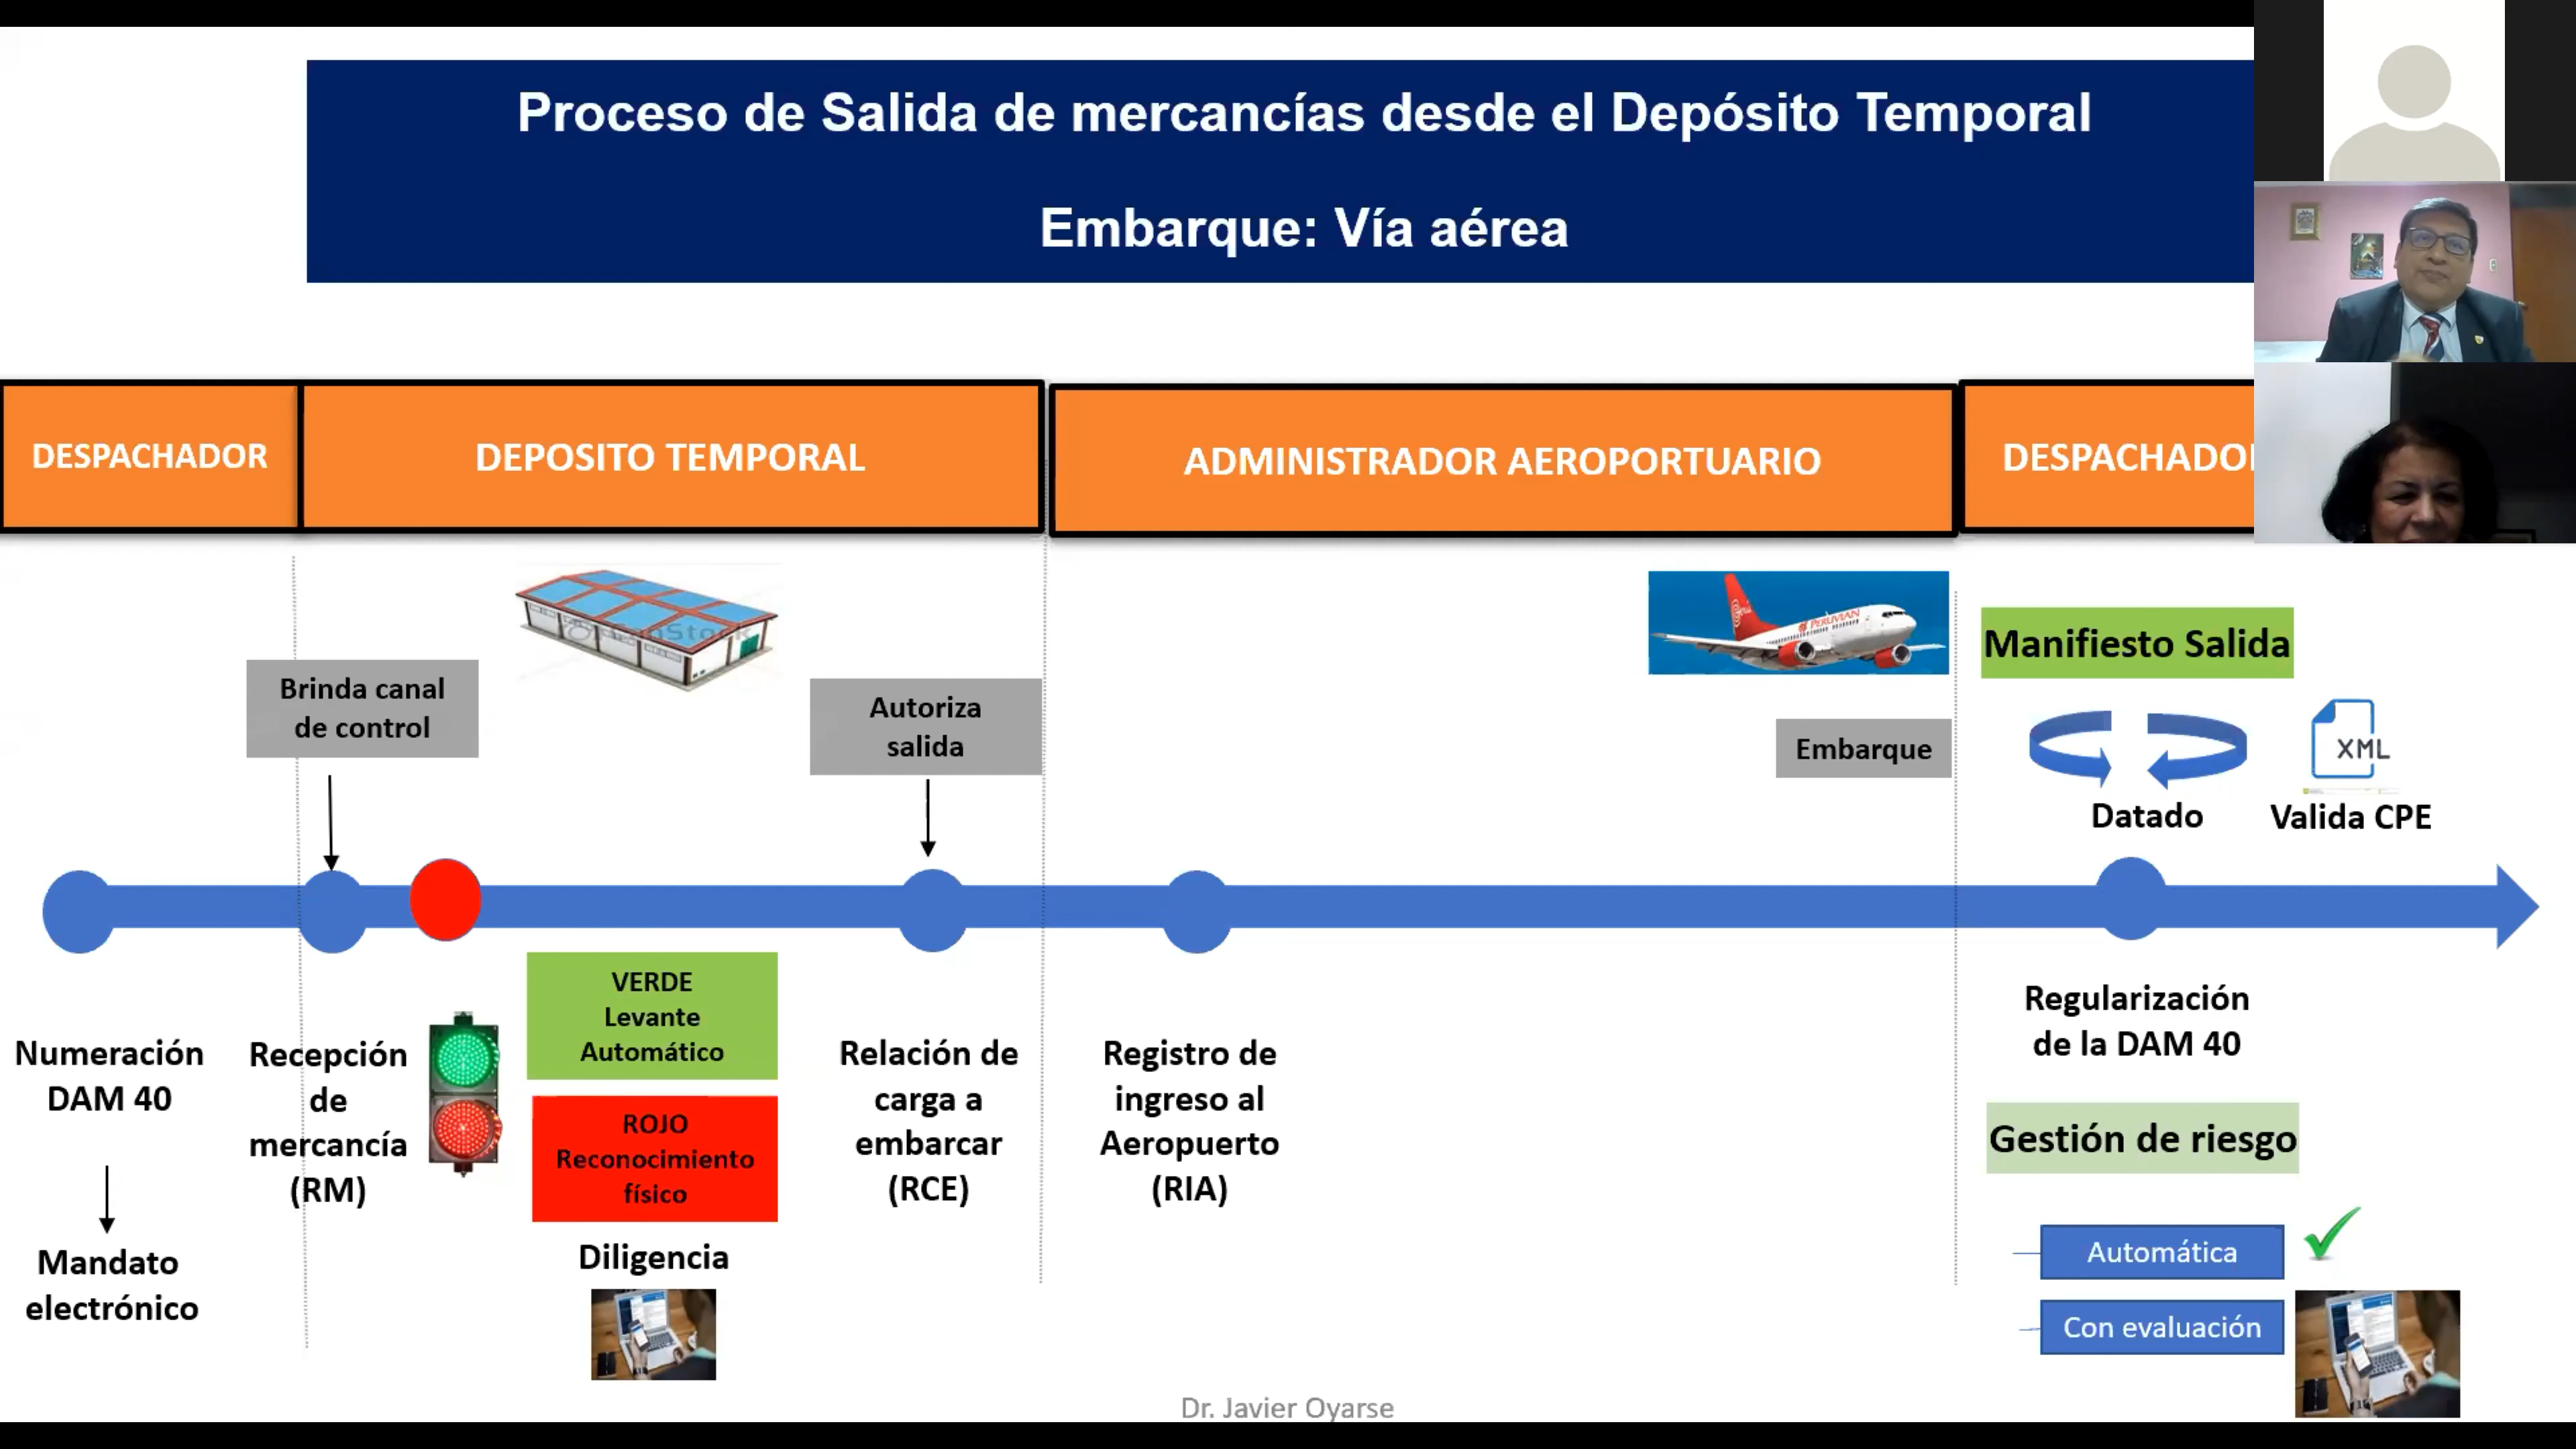 Proceso de Salida de mercancías desde el Depósito Temporal
Embarque: Vía aérea
DESPACHADOR
DEPOSITO TEMPORAL
ADMINISTRADOR AEROPORTUARIO
DESPACHADO
PERUVIAN
Manifiesto Salida
Brinda canal
de control
Autoriza
salida
Embarque
XML
Datado
Valida CPE
Numeración
DAM 40
Mandato
electrónico
Recepción
de
mercancía
(RM)
VERDE
Levante
Automático
ROJO
Reconocimiento
físico
Diligencia
Relación de
carga a
embarcar
(RCE)
Registro de
ingreso al
Aeropuerto
(RIA)
Regularización
de la DAM 40
Gestión de riesgo
Automática
Con evaluación
Dr. Javier Oyarse